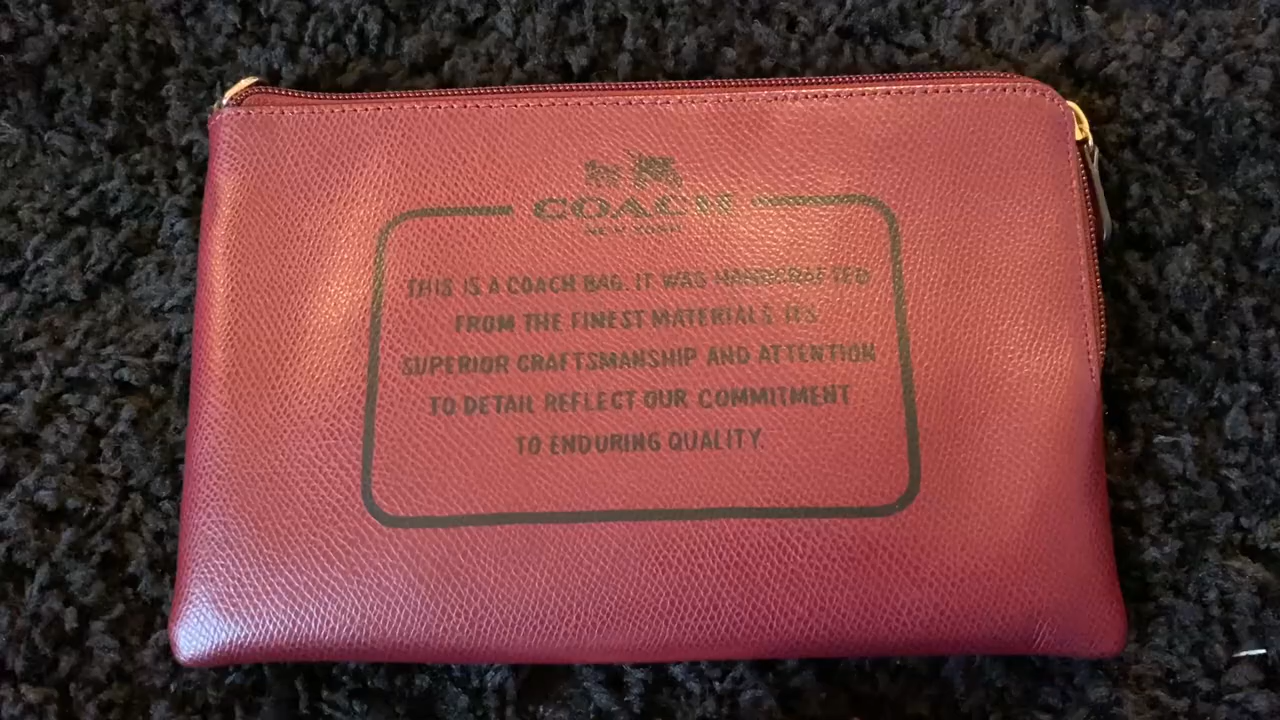 COACH
NEW YORK
THIS IS A COACH BAG. IT WAS HANDCRAFTED
FROM THE FINEST MATERIALS. ITS
SUPERIOR CRAFTSMANSHIP AND ATTENTION
TO DETAIL REFLECT OUR COMMITMENT
TO ENDURING QUALITY.